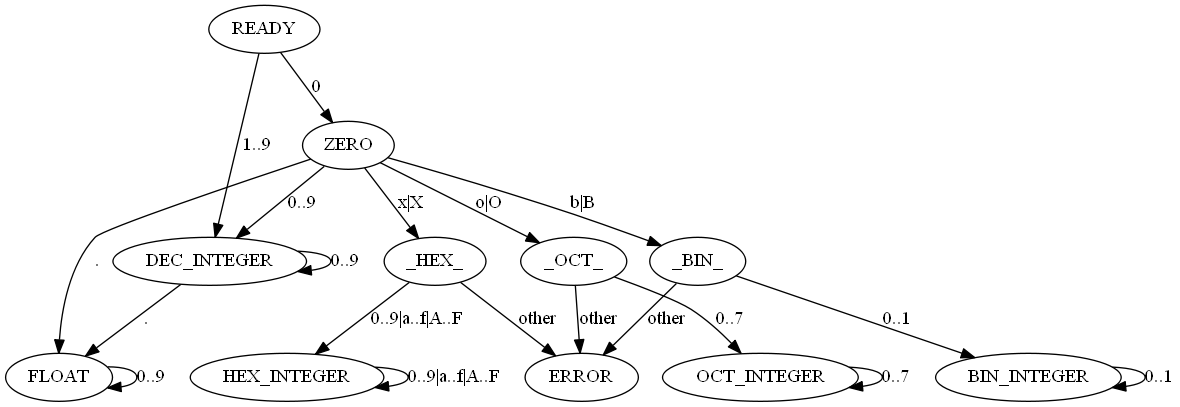 READY
0
ZERO
1..9
0..9
x|X
o|O
b|B
.
DEC_INTEGER
0..9
_HEX_
_OCT_
_BIN_
.
0..9|a..f|A..F
other
other
other
0..7
0..1
FLOAT
0..9
HEX_INTEGER
0..9|a..f|A..F
ERROR
OCT_INTEGER
0..7
BIN_INTEGER
0..1